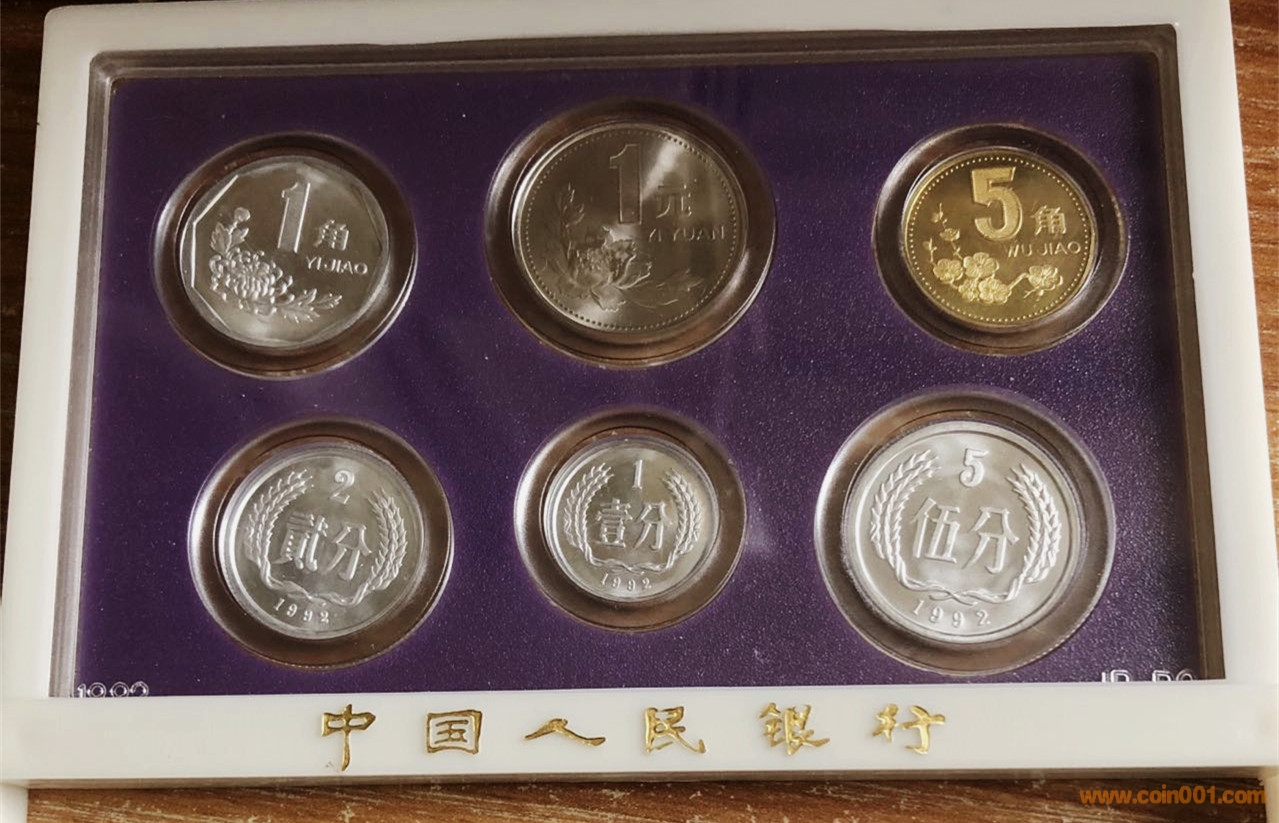 1角
YI JIAO
1元
YI YUAN
5角
WU JIAO
2
贰分
1992
1
壹分
1992
5
伍分
1992
1992
中国人民银行
www.coin001.com